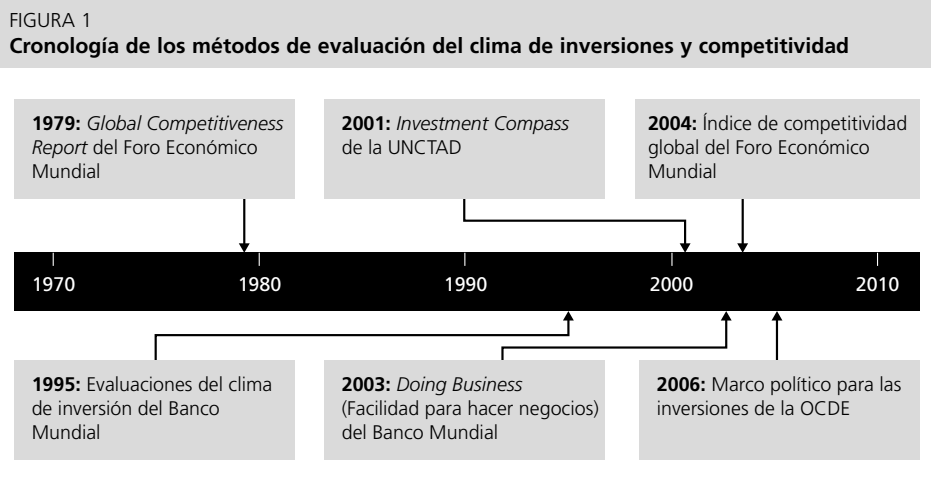 FIGURA 1
Cronología de los métodos de evaluación del clima de inversiones y competitividad
1979: Global Competitiveness
Report del Foro Económico
Mundial
2001: Investment Compass
de la UNCTAD
2004: Índice de competitividad
global del Foro Económico
Mundial
1970
1980
1990
2000
2010
1995: Evaluaciones del clima
de inversión del Banco
Mundial
2003: Doing Business
(Facilidad para hacer negocios)
del Banco Mundial
2006: Marco político para las
inversiones de la OCDE